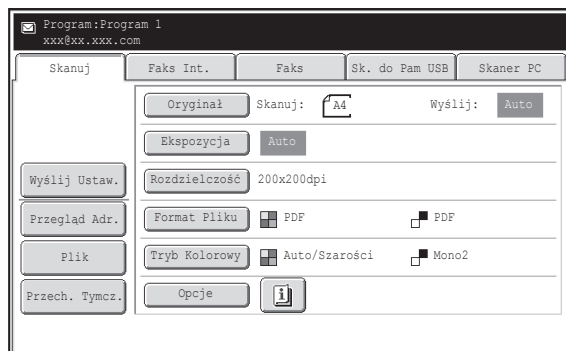 Program:Program 1
xxx@xx.xxx.com
Skanuj Faks Int. Faks Sk. do Pam USB Skaner PC
Oryginał Skanuj: A4 Wyślij: Auto
Ekspozycja Auto
Wyślij Ustaw. Rozdzielczość 200x200dpi
Przegląd Adr. Format Pliku PDF PDF
Plik Tryb Kolorowy Auto/Szarości Mono2
Przech. Tymcz. Opcje